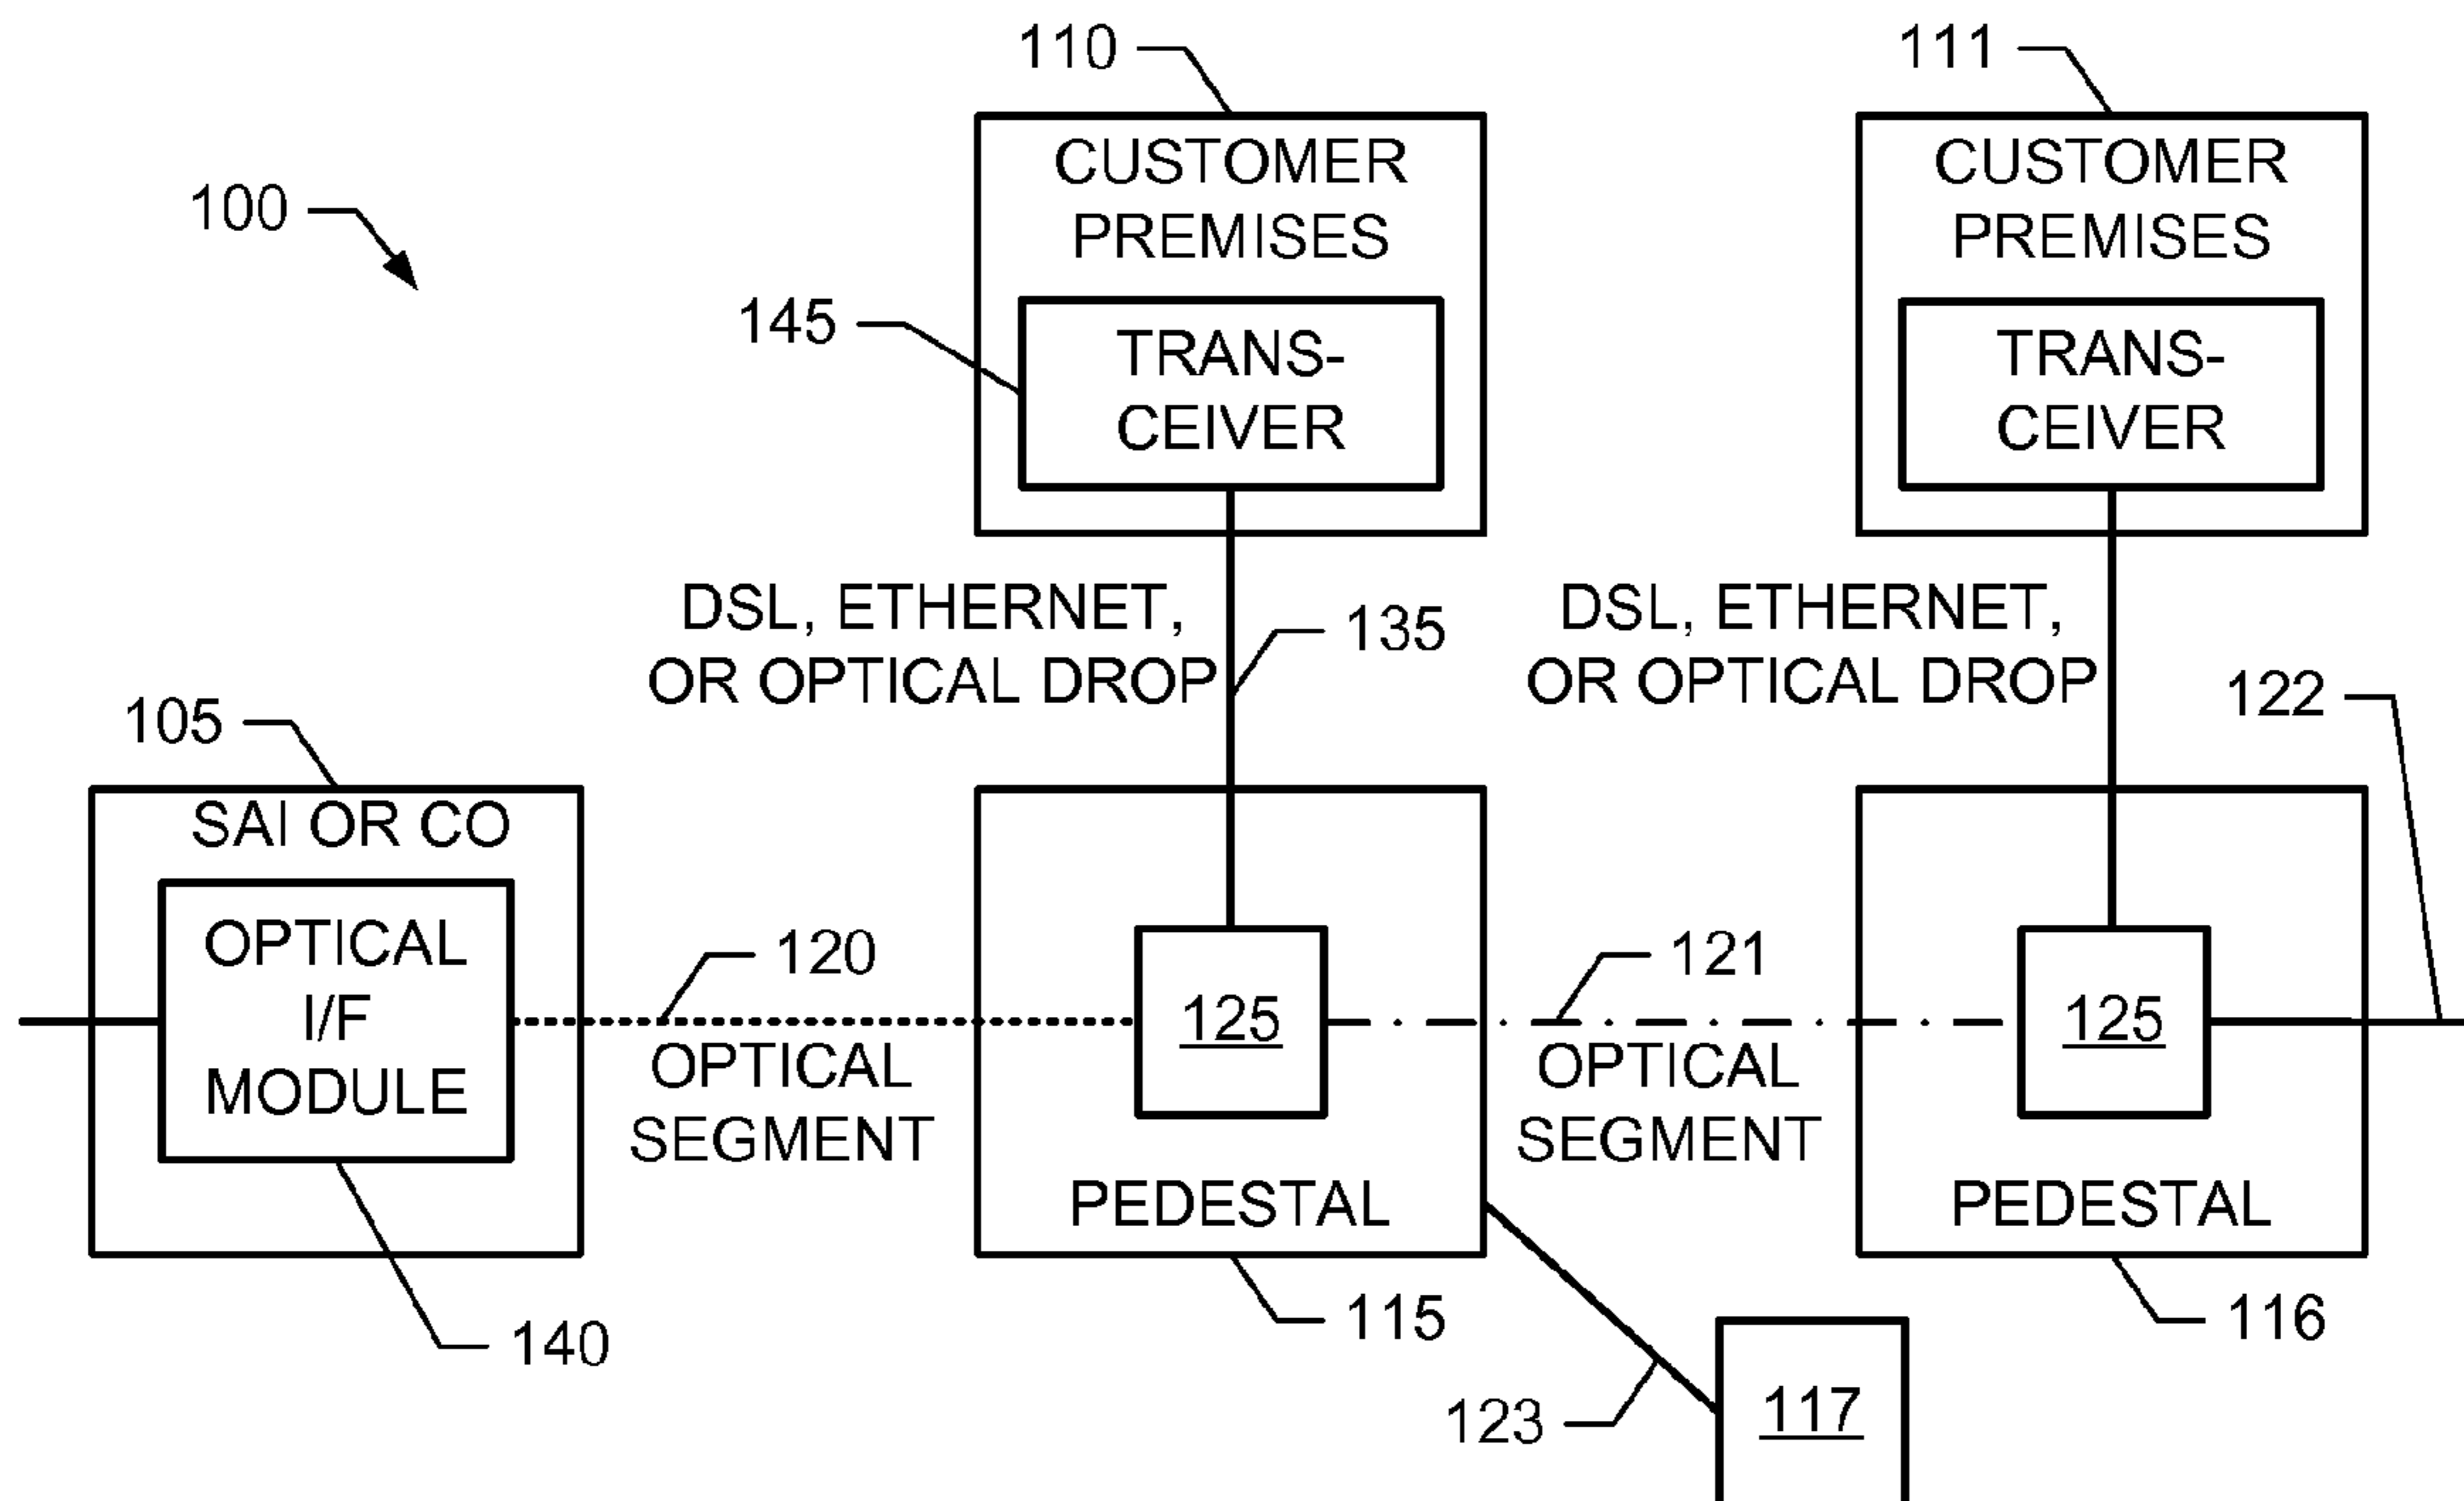 110
111
CUSTOMER
PREMISES
CUSTOMER
PREMISES
100
145
TRANS-
CEIVER
TRANS-
CEIVER
DSL, ETHERNET,
OR OPTICAL DROP
135
DSL, ETHERNET,
OR OPTICAL DROP
122
105
SAI OR CO
OPTICAL
I/F
MODULE
120
OPTICAL
SEGMENT
125
121
OPTICAL
SEGMENT
125
PEDESTAL
PEDESTAL
140
115
116
123
117